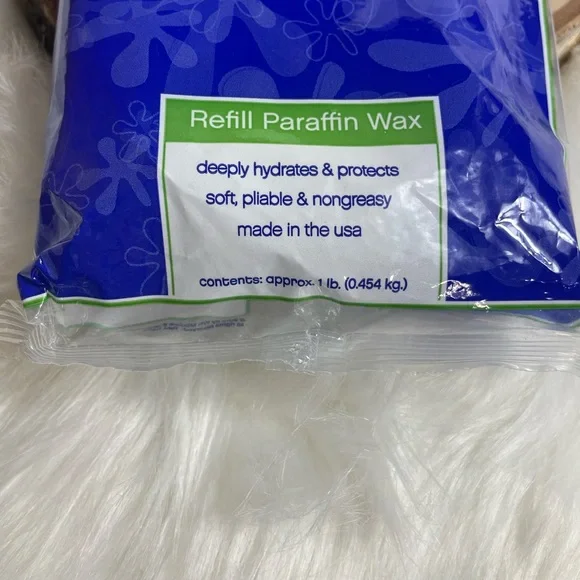 Refill Paraffin Wax
deeply hydrates & protects
soft, pliable & nongreasy
made in the usa
contents: approx. 1 lb. (0.454 kg.)